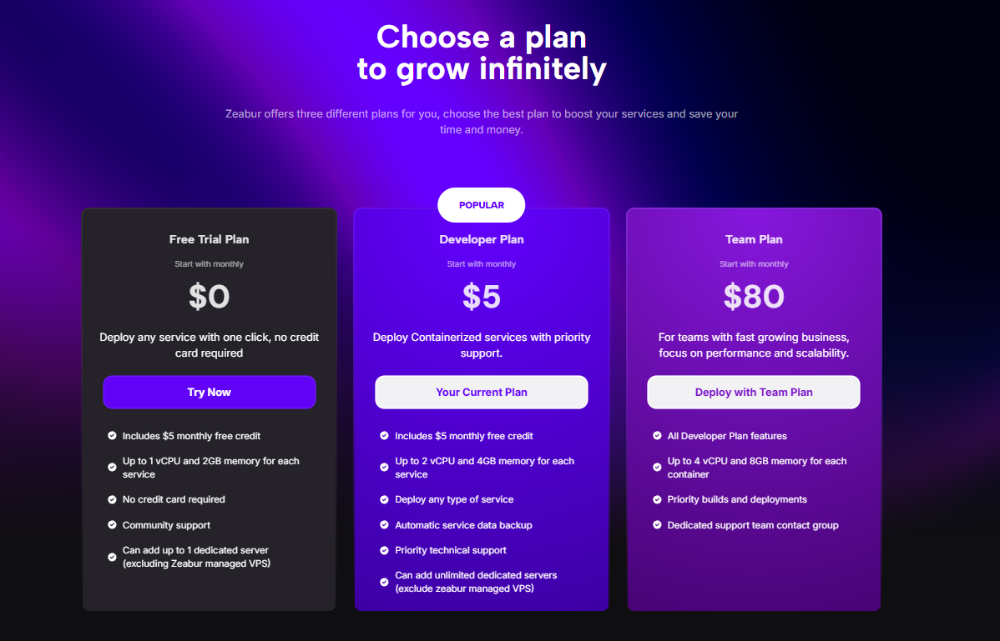 Choose a plan
to grow infinitely
Zeabur offers three different plans for you, choose the best plan to boost your services and save your
time and money.
Free Trial Plan
Start with monthly
$0
Deploy any service with one click, no credit
card required
Try Now
Includes $5 monthly free credit
Up to 1 vCPU and 2GB memory for each
service
No credit card required
Community support
Can add up to 1 dedicated server
(excluding Zeabur managed VPS)
POPULAR
Developer Plan
Start with monthly
$5
Deploy Containerized services with priority
support.
Your Current Plan
Includes $5 monthly free credit
Up to 2 vCPU and 4GB memory for each
service
Deploy any type of service
Automatic service data backup
Priority technical support
Can add unlimited dedicated servers
(exclude zeabur managed VPS)
Team Plan
Start with monthly
$80
For teams with fast growing business,
focus on performance and scalability.
Deploy with Team Plan
All Developer Plan features
Up to 4 vCPU and 8GB memory for each
container
Priority builds and deployments
Dedicated support team contact group